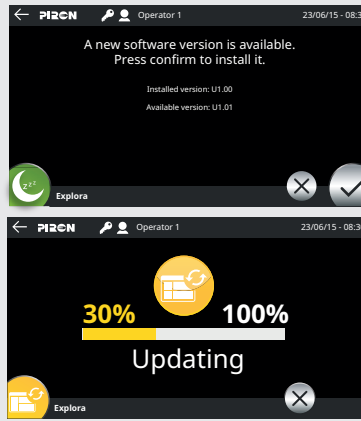 PIRON
Operator 1
23/06/15 - 08:3
A new software version is available.
Press confirm to install it.
Installed version: U1.00
Available version: U1.01
zzz
Explora
PIRON
Operator 1
23/06/15 - 08:3
30%
100%
Updating
Explora